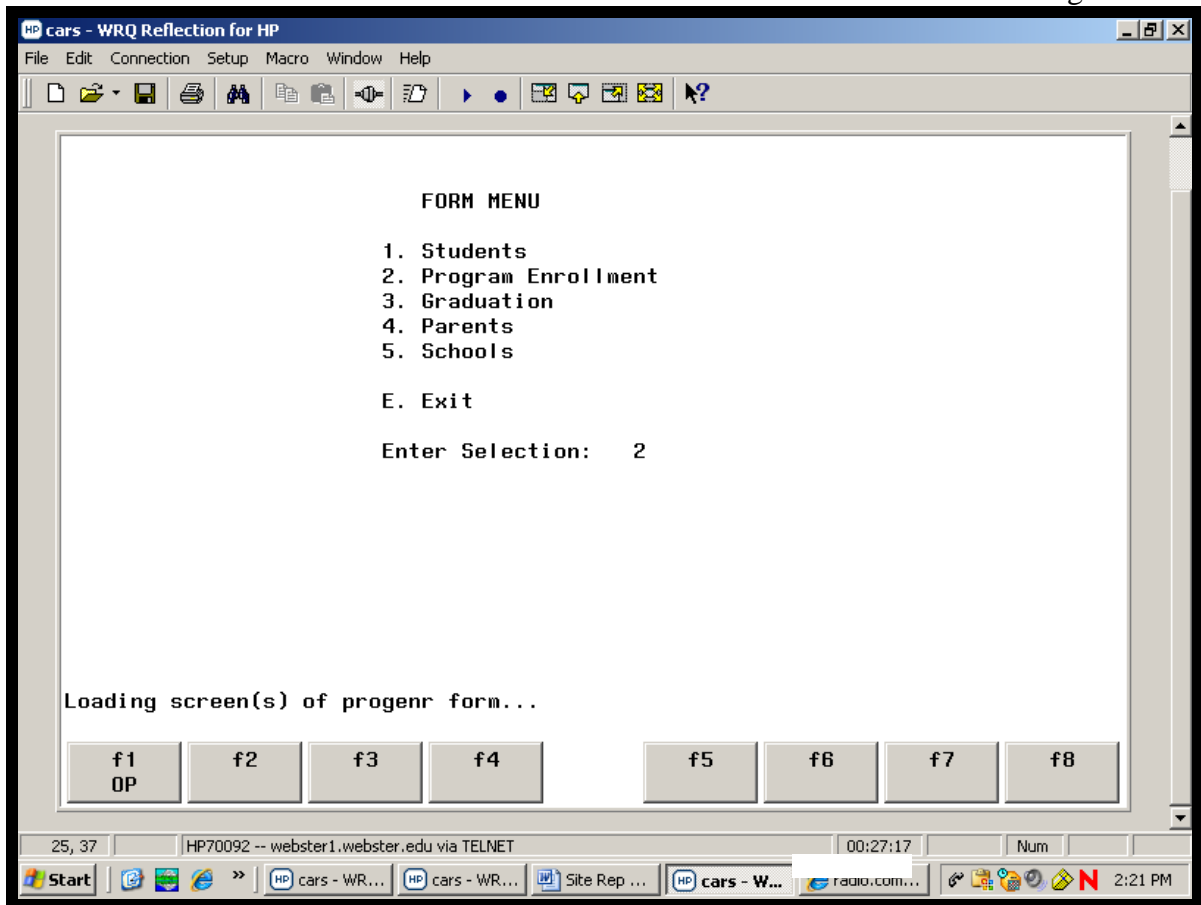 cars - WRQ Reflection for HP
File Edit Connection Setup Macro Window Help
FORM MENU
1. Students
2. Program Enrollment
3. Graduation
4. Parents
5. Schools
E. Exit
Enter Selection: 2
Loading screen(s) of progenr form...
f1 f2 f3 f4 f5 f6 f7 f8
OP
25, 37 HP70092 -- webster1.webster.edu via TELNET 00:27:17 Num
Start » cars - WR... cars - WR... Site Rep ... cars - W... radio.com... N 2:21 PM